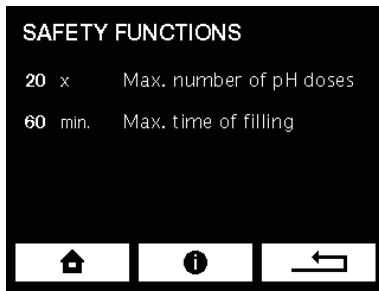 SAFETY FUNCTIONS
20 x Max. number of pH doses
60 min. Max. time of filling